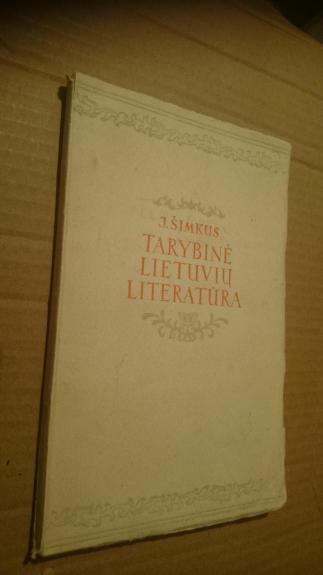 J. ŠIMKUS
TARYBINĖ
LIETUVIŲ
LITERATŪRA